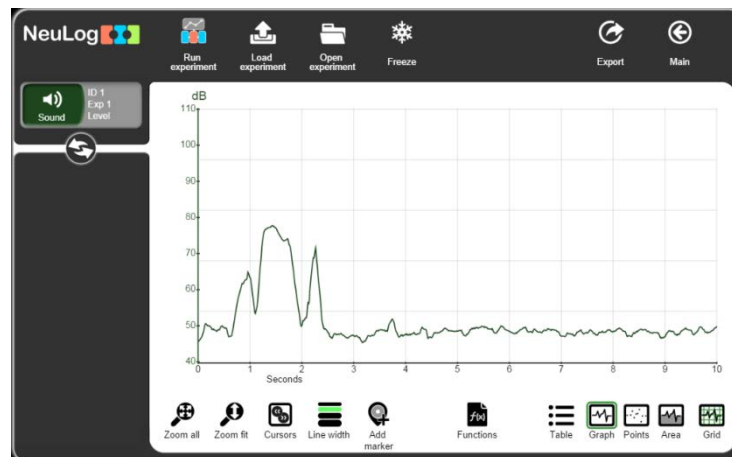 NeuLog
Run
experiment
Load
experiment
Open
experiment
Freeze
Export
Main
Sound
ID 1
Exp 1
Level
dB
110
100
90
80
70
60
50
40
0 1 2 3 4 5 6 7 8 9 10
Seconds
Zoom all
Zoom fit
Cursors
Line width
Add
marker
f(x)
Functions
Table
Graph
Points
Area
Grid